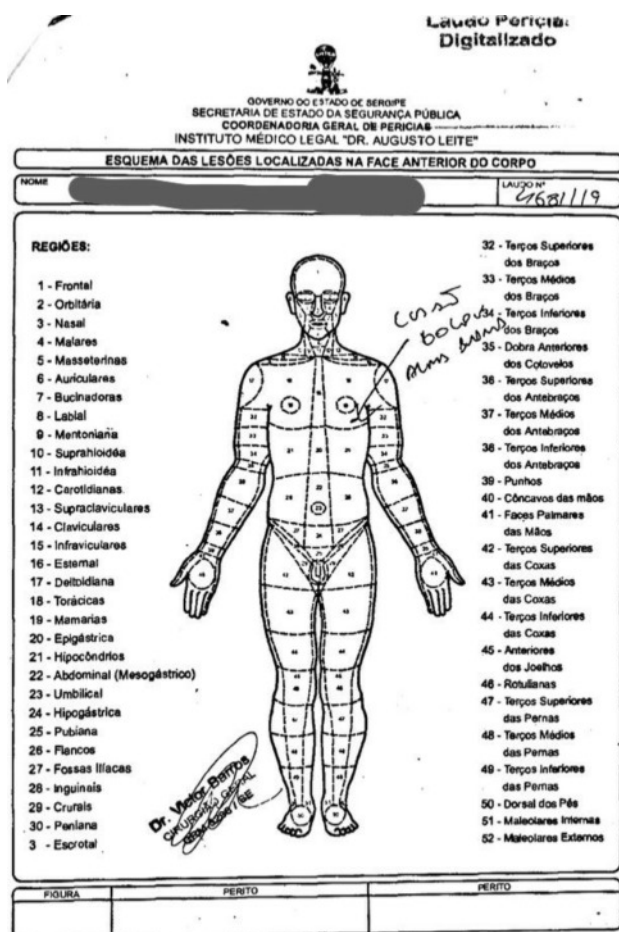 Laudo Pericial
Digitalizado
GOVERNO DO ESTADO DE SERGIPE
SECRETARIA DE ESTADO DA SEGURANÇA PÚBLICA
COORDENADORIA GERAL DE PERICIAS
INSTITUTO MÉDICO LEGAL "DR. AUGUSTO LEITE"
ESQUEMA DAS LESÕES LOCALIZADAS NA FACE ANTERIOR DO CORPO
NOME
LAUDO Nº
4681/19
REGIÕES:
1 - Frontal
2 - Orbitária
3 - Nasal
4 - Malares
5 - Masseterinas
6 - Auriculares
7 - Bucinadoras
8 - Labial
9 - Mentoniana
10 - Suprahioidéa
11 - Infrahioidéa
12 - Carotidianas
13 - Supraclaviculares
14 - Claviculares
15 - Infraviculares
16 - Esternal
17 - Deltoidiana
18 - Torácicas
19 - Mamarias
20 - Epigástrica
21 - Hipocôndrios
22 - Abdominal (Mesogástrico)
23 - Umbilical
24 - Hipogástrica
25 - Pubiana
26 - Flancos
27 - Fossas Ilíacas
28 - Inguinais
29 - Crurais
30 - Peniana
3 - Escrotal
32 - Terços Superiores
dos Braços
33 - Terços Médios
dos Braços
34 - Terços Inferiores
dos Braços
35 - Dobra Anteriores
dos Cotovelos
36 - Terços Superiores
dos Antebraços
37 - Terços Médios
dos Antebraços
38 - Terços Inferiores
dos Antebraços
39 - Punhos
40 - Côncavos das mãos
41 - Faces Palmares
das Mãos
42 - Terços Superiores
das Coxas
43 - Terços Médios
das Coxas
44 - Terços Inferiores
das Coxas
45 - Anteriores
dos Joelhos
46 - Rotulianas
47 - Terços Superiores
das Pernas
48 - Terços Médios
das Pernas
49 - Terços Inferiores
das Pernas
50 - Dorsal dos Pés
51 - Maleolares Internas
52 - Maleolares Externos
Dr. Victor Barros
CIRURGIÃO GERAL
FIGURA
PERITO
PERITO